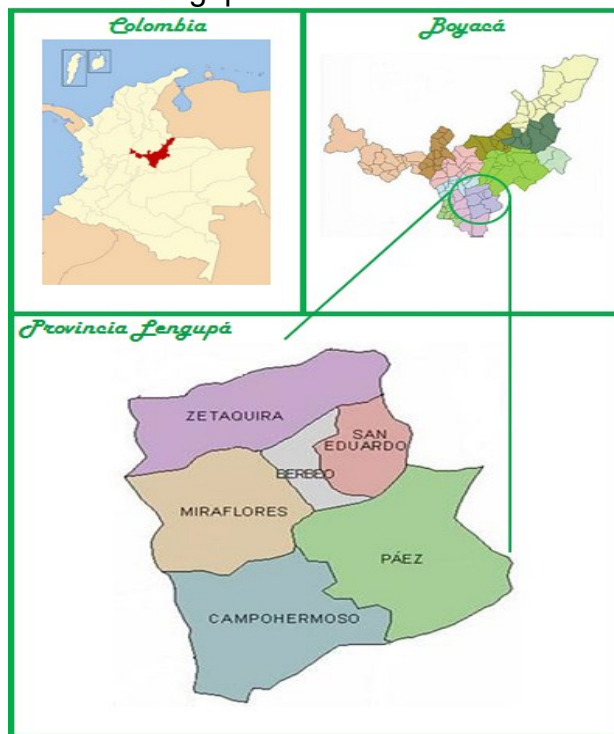 Colombia
Boyacá
Provincia Lengupá
ZETAQUIRA
SAN
EDUARDO
BERBEO
MIRAFLORES
PÁEZ
CAMPOHERMOSO